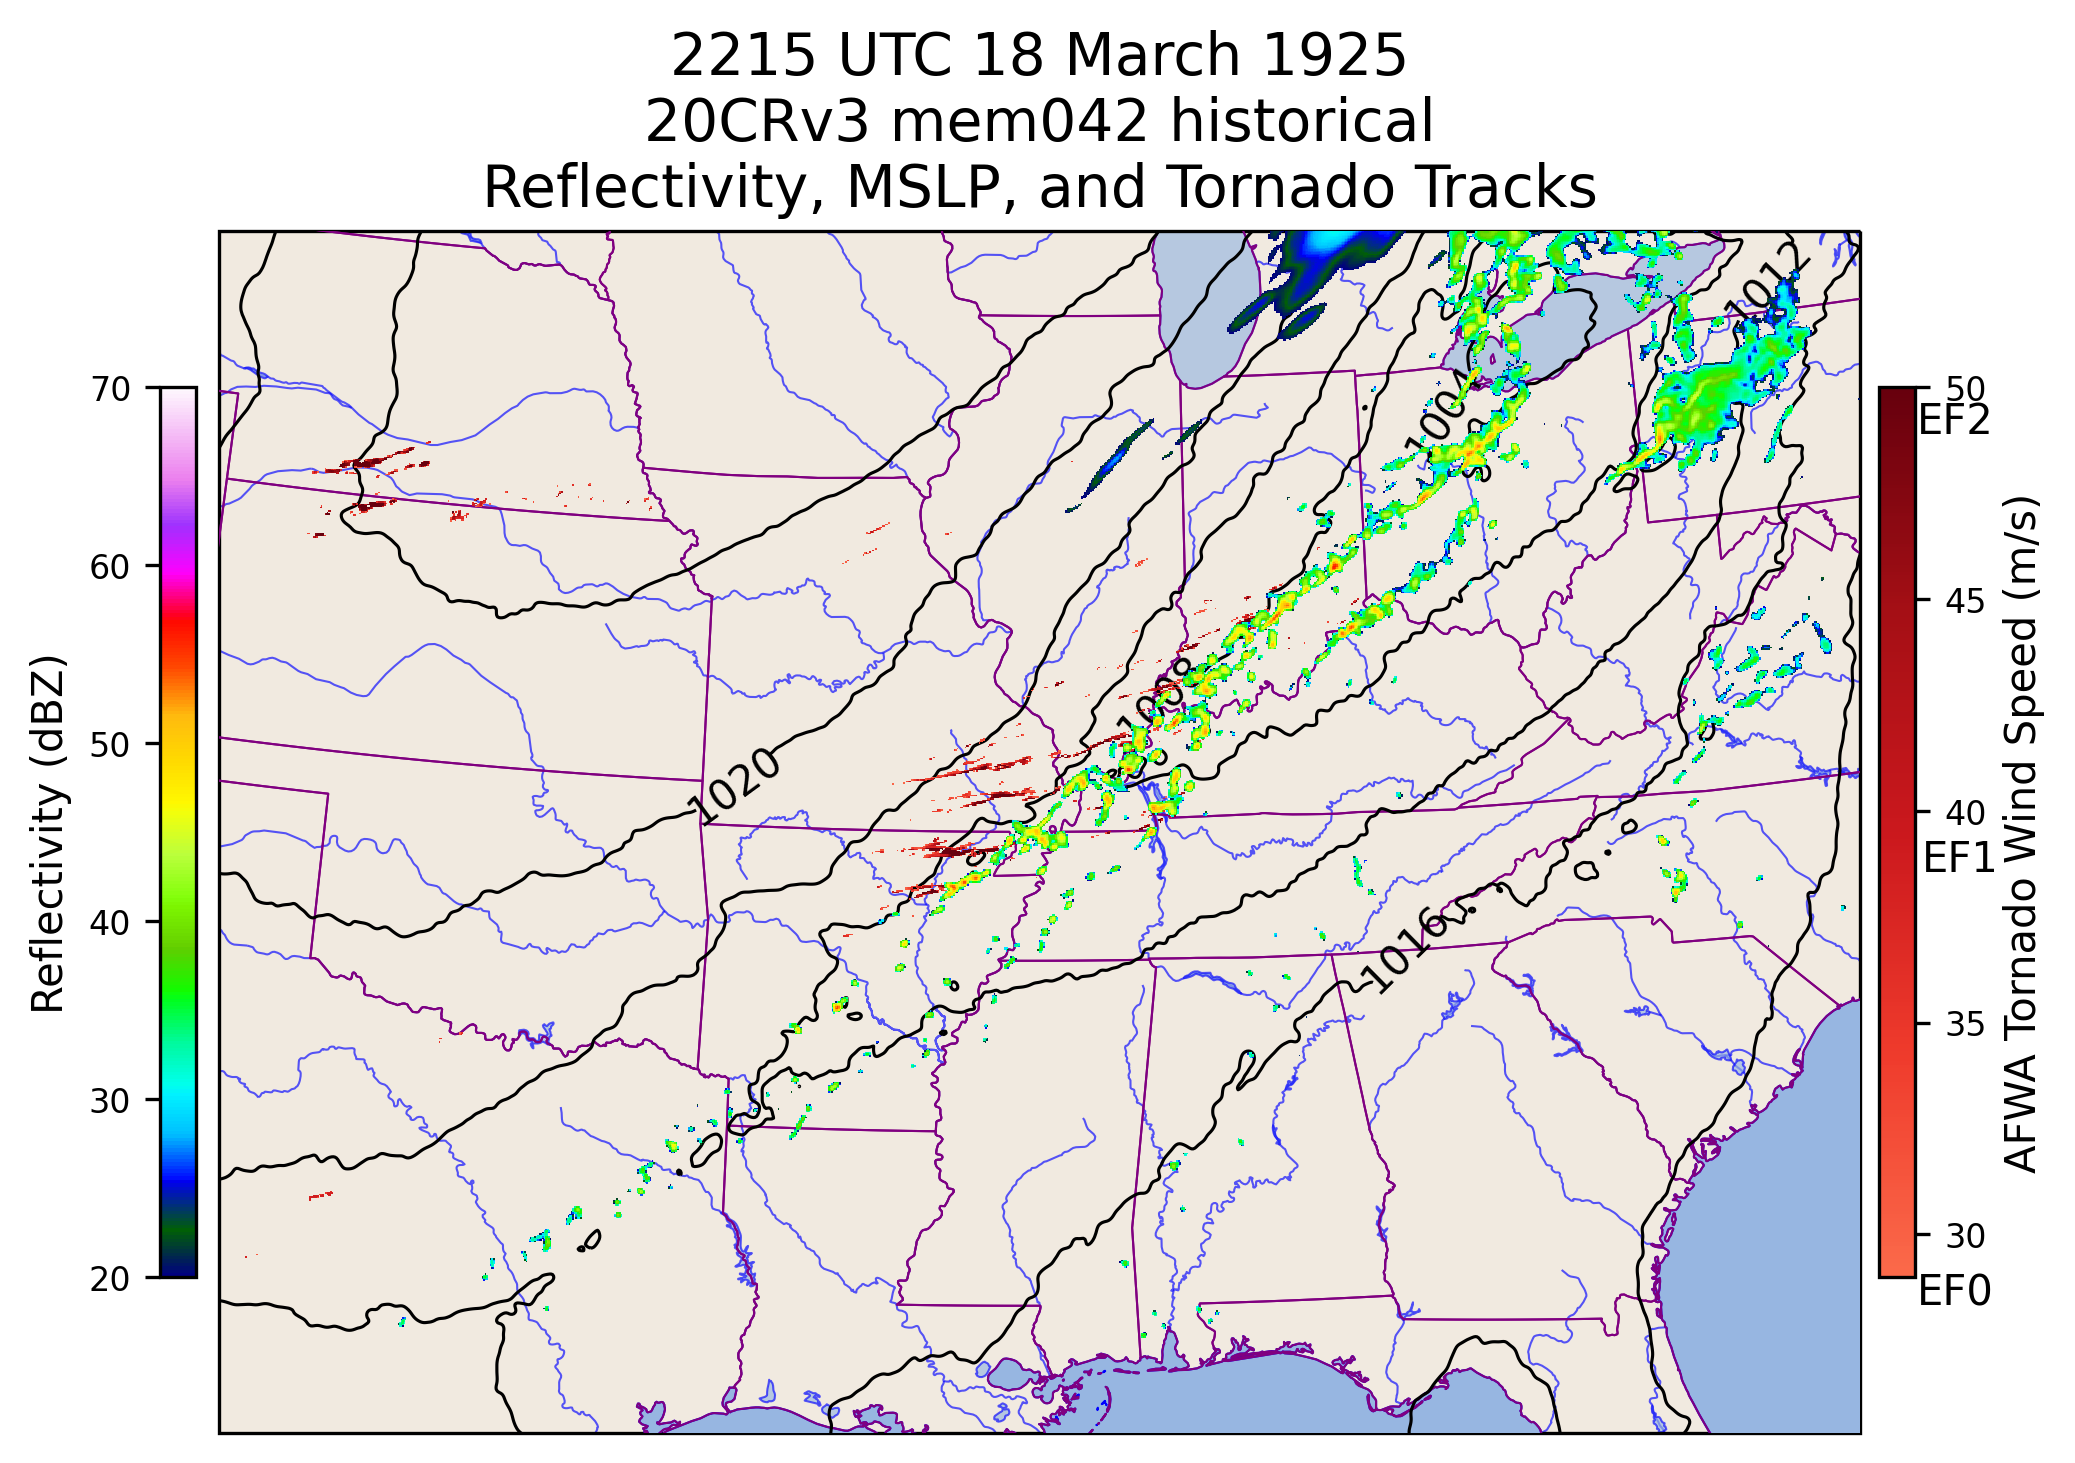 2215 UTC 18 March 1925
20CRv3 mem042 historical
Reflectivity, MSLP, and Tornado Tracks
1012
1004
1008
1020
1016
70
60
50
40
30
20
Reflectivity (dBZ)
50
EF2
45
40
EF1
35
30
EF0
AFWA Tornado Wind Speed (m/s)